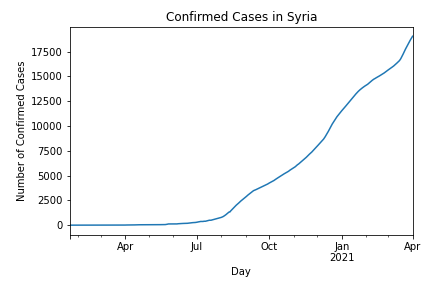 Confirmed Cases in Syria
Number of Confirmed Cases
17500
15000
12500
10000
7500
5000
2500
0
Apr Jul Oct Jan Apr
2021
Day